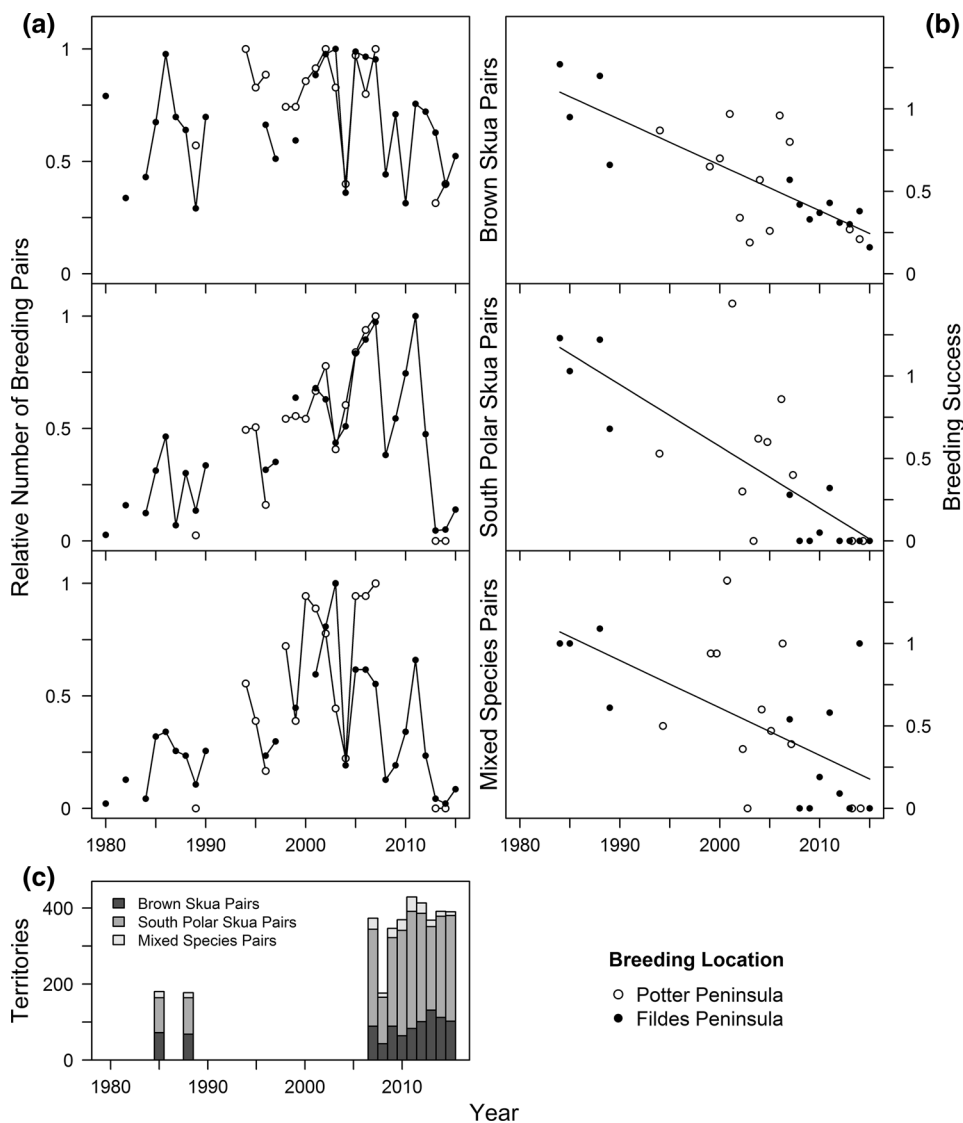 (a)
(b)
Relative Number of Breeding Pairs
1
0.5
0
1
0.5
0
1
0.5
0
1980
1990
2000
2010
Brown Skua Pairs
South Polar Skua Pairs
Mixed Species Pairs
1
0.5
0
1
0.5
0
1
0.5
0
Breeding Success
1980
1990
2000
2010
(c)
Territories
400
200
0
Brown Skua Pairs
South Polar Skua Pairs
Mixed Species Pairs
1980
1990
2000
2010
Year
Breeding Location
Potter Peninsula
Fildes Peninsula